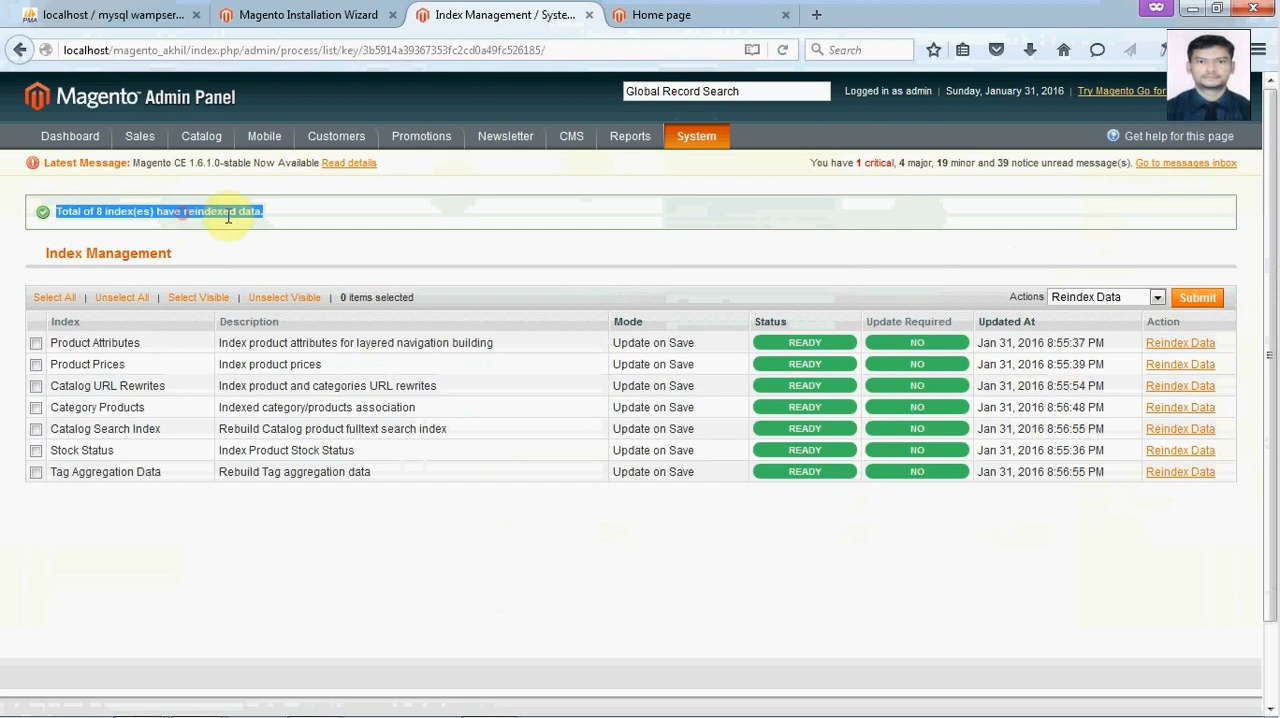 localhost / mysql wampser...
Magento Installation Wizard
Index Management / Syste...
Home page
localhost/magento_akhil/index.php/admin/process/list/key/3b5914a39367353fc2cd0a489c528b85/
Search
Magento Admin Panel
Global Record Search
Logged in as admin | Sunday, January 31, 2016 | Try Magento Go for
Dashboard Sales Catalog Mobile Customers Promotions Newsletter CMS Reports System
Get help for this page
Latest Message: Magento CE 1.6.1.0-stable Now Available Read details
You have 1 critical, 4 major, 19 minor and 39 notice unread message(s). Go to messages inbox
Total of 8 index(es) have reindexed data.
Index Management
Select All | Unselect All | Select Visible | Unselect Visible | 0 items selected
Actions Reindex Data Submit
Index Description Mode Status Update Required Updated At Action
Product Attributes Index product attributes for layered navigation building Update on Save READY NO Jan 31, 2016 8:55:37 PM Reindex Data
Product Prices Index product prices Update on Save READY NO Jan 31, 2016 8:55:39 PM Reindex Data
Catalog URL Rewrites Index product and categories URL rewrites Update on Save READY NO Jan 31, 2016 8:55:54 PM Reindex Data
Category Products Indexed category/products association Update on Save READY NO Jan 31, 2016 8:56:48 PM Reindex Data
Catalog Search Index Rebuild Catalog product fulltext search index Update on Save READY NO Jan 31, 2016 8:56:55 PM Reindex Data
Stock Status Index Product Stock Status Update on Save READY NO Jan 31, 2016 8:55:36 PM Reindex Data
Tag Aggregation Data Rebuild Tag aggregation data Update on Save READY NO Jan 31, 2016 8:56:55 PM Reindex Data